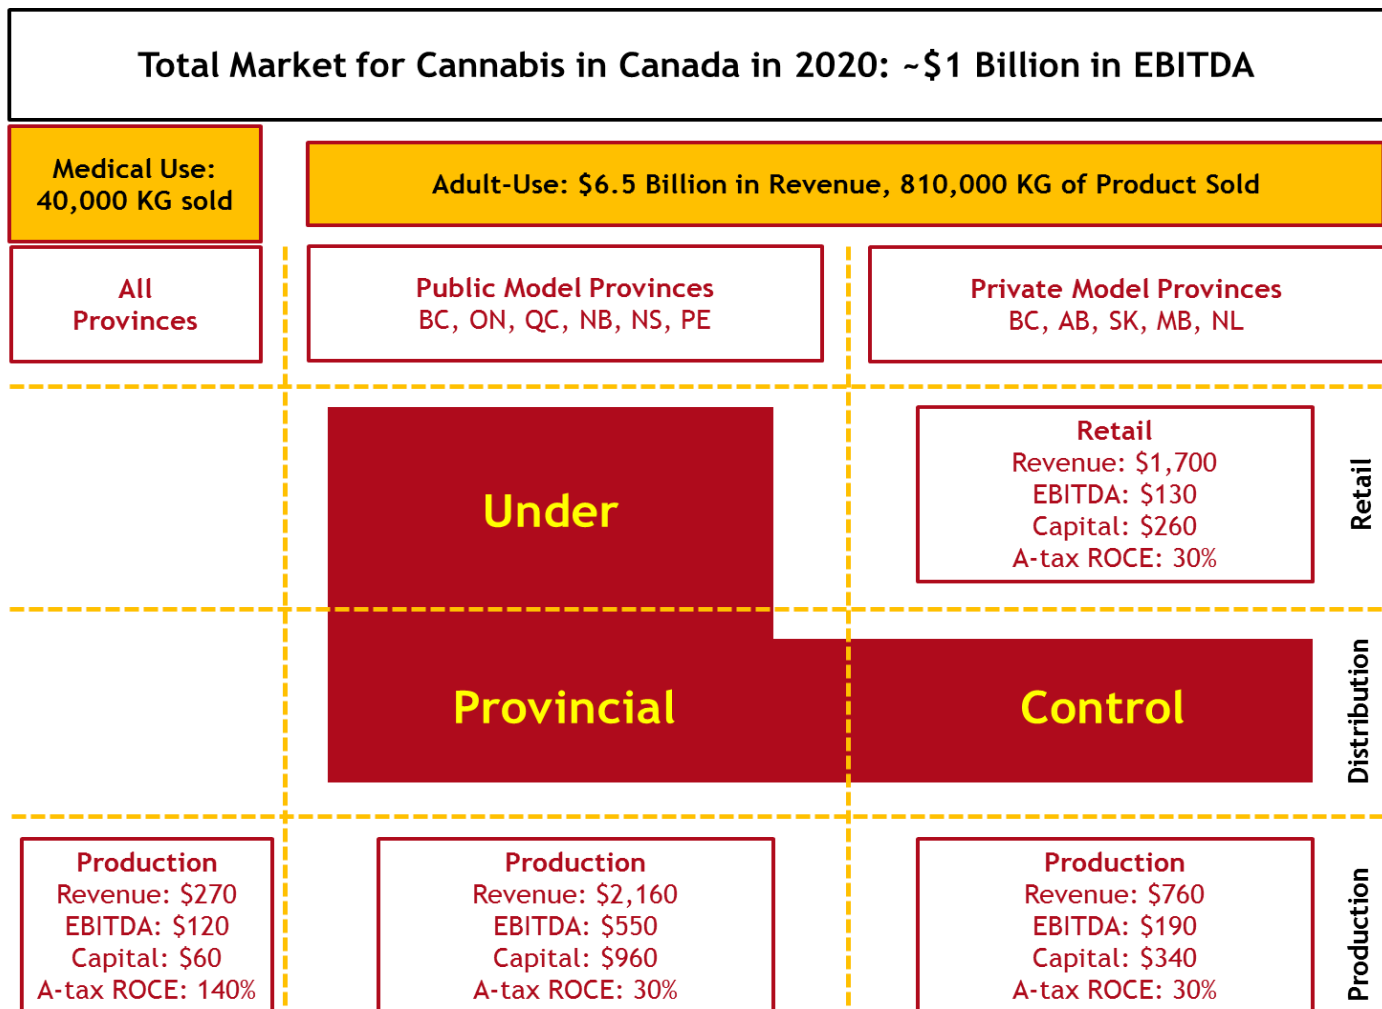 Total Market for Cannabis in Canada in 2020: ~$1 Billion in EBITDA
Medical Use:
40,000 KG sold
Adult-Use: $6.5 Billion in Revenue, 810,000 KG of Product Sold
All
Provinces
Public Model Provinces
BC, ON, QC, NB, NS, PE
Private Model Provinces
BC, AB, SK, MB, NL
Under
Retail
Revenue: $1,700
EBITDA: $130
Capital: $260
A-tax ROCE: 30%
Retail
Provincial
Control
Distribution
Production
Revenue: $270
EBITDA: $120
Capital: $60
A-tax ROCE: 140%
Production
Revenue: $2,160
EBITDA: $550
Capital: $960
A-tax ROCE: 30%
Production
Revenue: $760
EBITDA: $190
Capital: $340
A-tax ROCE: 30%
Production